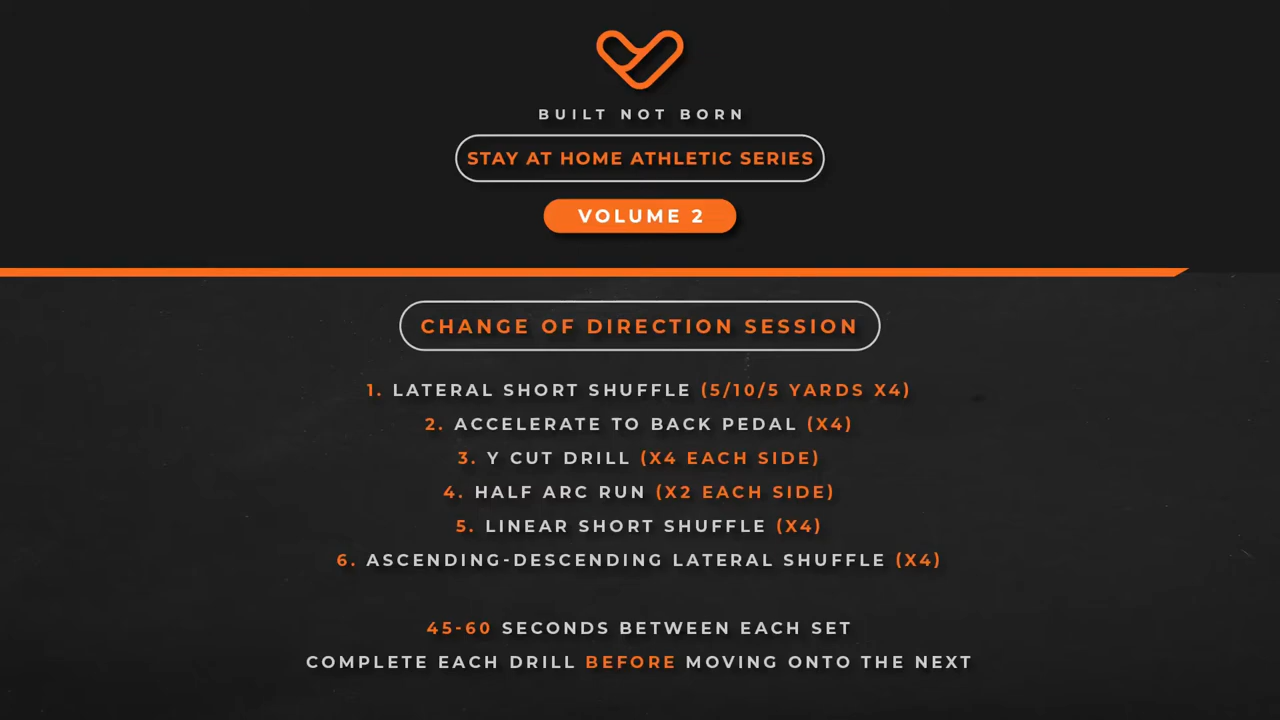 BUILT NOT BORN
STAY AT HOME ATHLETIC SERIES
VOLUME 2
CHANGE OF DIRECTION SESSION
1. LATERAL SHORT SHUFFLE (5/10/5 YARDS X4)
2. ACCELERATE TO BACK PEDAL (X4)
3. Y CUT DRILL (X4 EACH SIDE)
4. HALF ARC RUN (X2 EACH SIDE)
5. LINEAR SHORT SHUFFLE (X4)
6. ASCENDING-DESCENDING LATERAL SHUFFLE (X4)
45-60 SECONDS BETWEEN EACH SET
COMPLETE EACH DRILL BEFORE MOVING ONTO THE NEXT